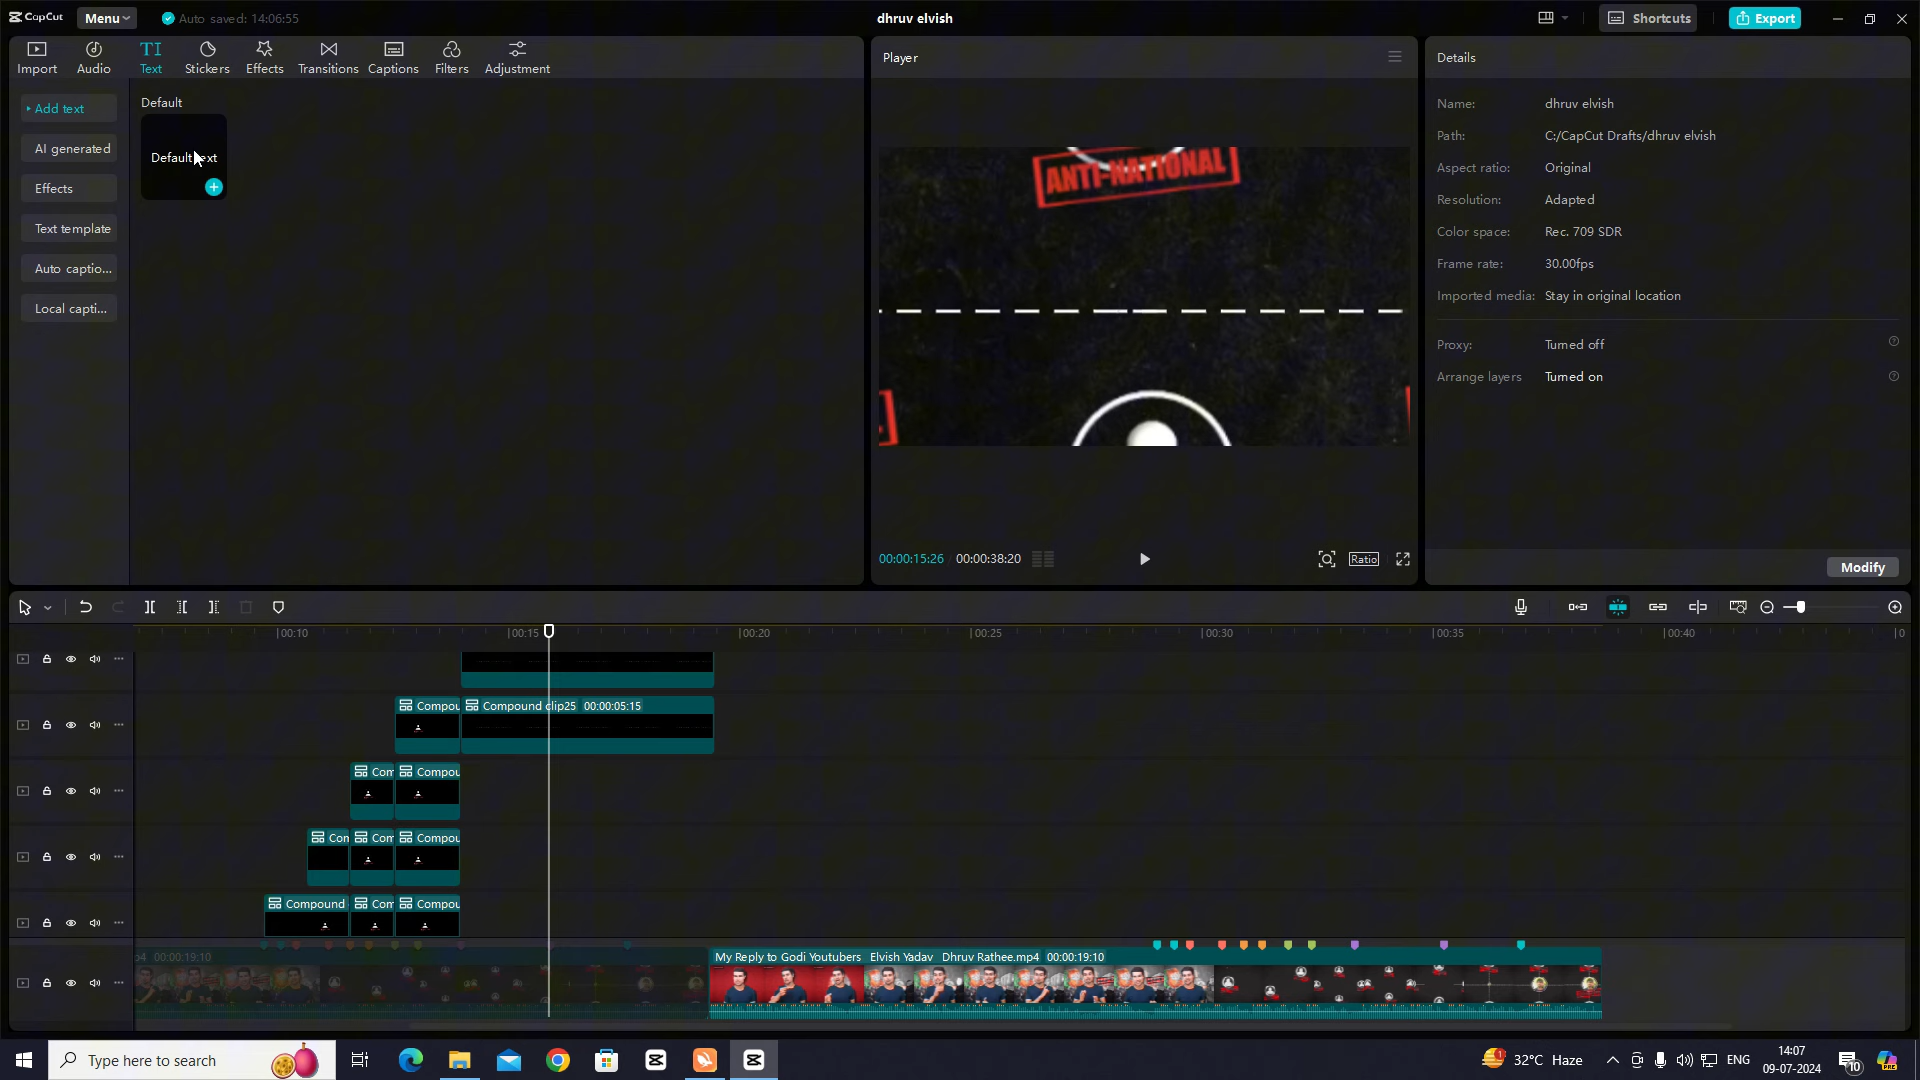 CapCut
Menu
Auto saved: 14:06:55
dhruv elvish
Shortcuts
Export
Import
Audio
TI
Text
Stickers
Effects
Transitions
Captions
Filters
Adjustment
Player
Details
Add text
AI generated
Effects
Text template
Auto captio...
Local capti...
Default
Default text
ANTI-NATIONAL
Name: dhruv elvish
Path: C:/CapCut Drafts/dhruv elvish
Aspect ratio: Original
Resolution: Adapted
Color space: Rec. 709 SDR
Frame rate: 30.00fps
Imported media: Stay in original location
Proxy: Turned off
Arrange layers Turned on
00:00:15:26 00:00:38:20
Ratio
Modify
00:10
00:15
00:20
00:25
00:30
00:35
00:40
0
Compou
Compound clip25 00:00:05:15
Com
Compou
Com
Com
Compou
Compound
Com
Compou
p4 00:00:19:10
My Reply to Godi Youtubers Elvish Yadav Dhruv Rathee.mp4 00:00:19:10
Type here to search
1
32°C Haze
ENG
14:07
09-07-2024
10
PRE